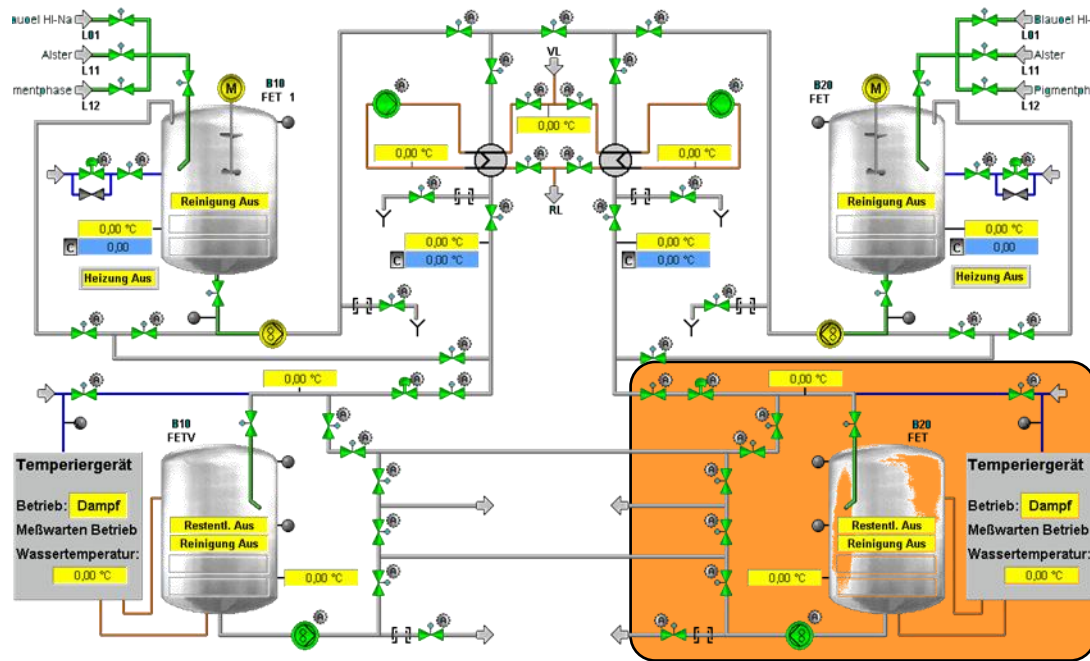 auoel HI-Na
L01
Alster
L11
mentphase
L12
B10
FET 1
M
A
VL
0,00 °C
0,00 °C
0,00 °C
RL
B20
FET
M
Blauoel HI-
L01
Alster
L11
Pigmentph
L12
Reinigung Aus
0,00 °C
C 0,00
Heizung Aus
0,00 °C
C 0,00 °C
0,00 °C
C 0,00 °C
Reinigung Aus
0,00 °C
C 0,00
Heizung Aus
0,00 °C
0,00 °C
B10
FETV
B20
FET
Temperiergerät
Betrieb: Dampf
Meßwarten Betrieb
Wassertemperatur:
0,00 °C
Restentl. Aus
Reinigung Aus
0,00 °C
Restentl. Aus
Reinigung Aus
0,00 °C
Temperiergerät
Betrieb: Dampf
Meßwarten Betrieb
Wassertemperatur:
0,00 °C